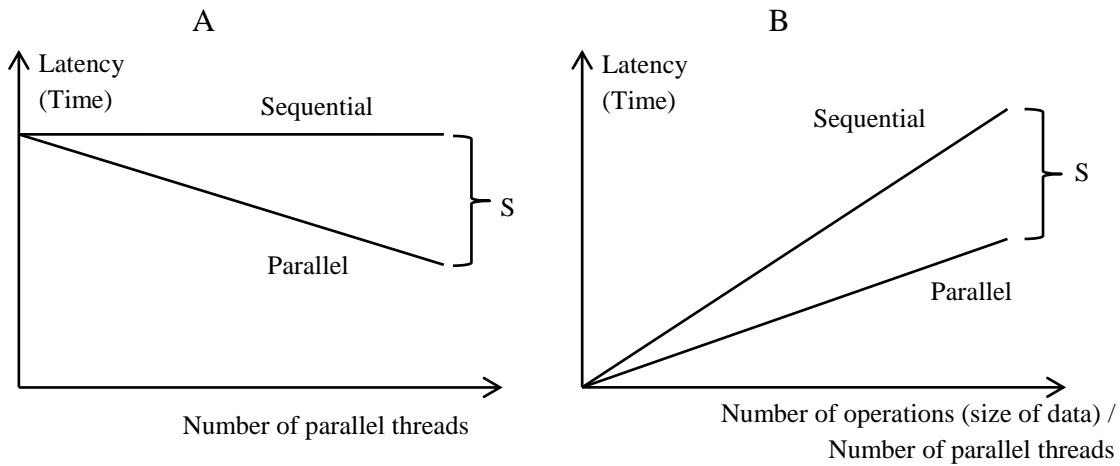 A
Latency
(Time)
Sequential
S
Parallel
Number of parallel threads
B
Latency
(Time)
Sequential
S
Parallel
Number of operations (size of data) /
Number of parallel threads